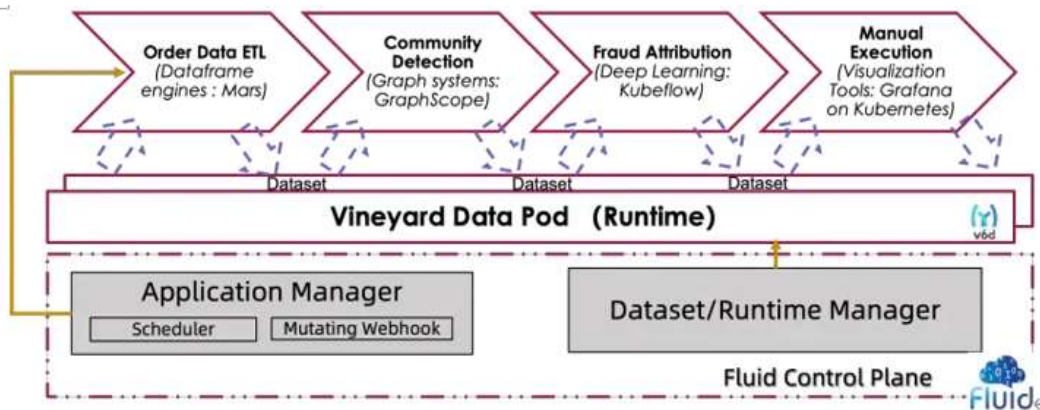 Order Data ETL
(Dataframe
engines : Mars)
Community
Detection
(Graph systems:
GraphScope)
Fraud Attribution
(Deep Learning:
Kubeflow)
Manual
Execution
(Visualization
Tools: Grafana
on Kubernetes)
Dataset
Dataset
Dataset
Vineyard Data Pod (Runtime)
v6d
Application Manager
Scheduler
Mutating Webhook
Dataset/Runtime Manager
Fluid Control Plane
Fluid